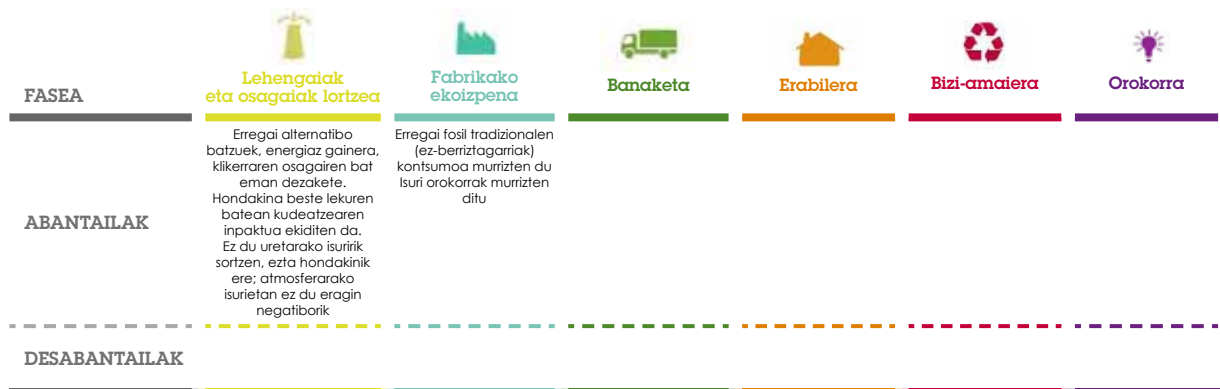 FASEA
Lehengaiak
eta osagaiak lortzea
Fabrikako
ekoizpena
Banaketa
Erabilera
Bizi-amaiera
Orokorra
ABANTAILAK
Erregai alternatibo
batzuek, energiaz gainera,
klikerraren osagairen bat
eman dezakete.
Hondakina beste lekuren
batean kudeatzearen
inpaktua ekiditen da.
Ez du uretarako isuririk
sortzen, ezta hondakinik
ere; atmosferarako
isurietan ez du eragin
negatiborik
Erregai fosil tradizionalen
(ez-berriztagarriak)
kontsumoa murrizten du
Isuri orokorrak murrizten
ditu
DESABANTAILAK